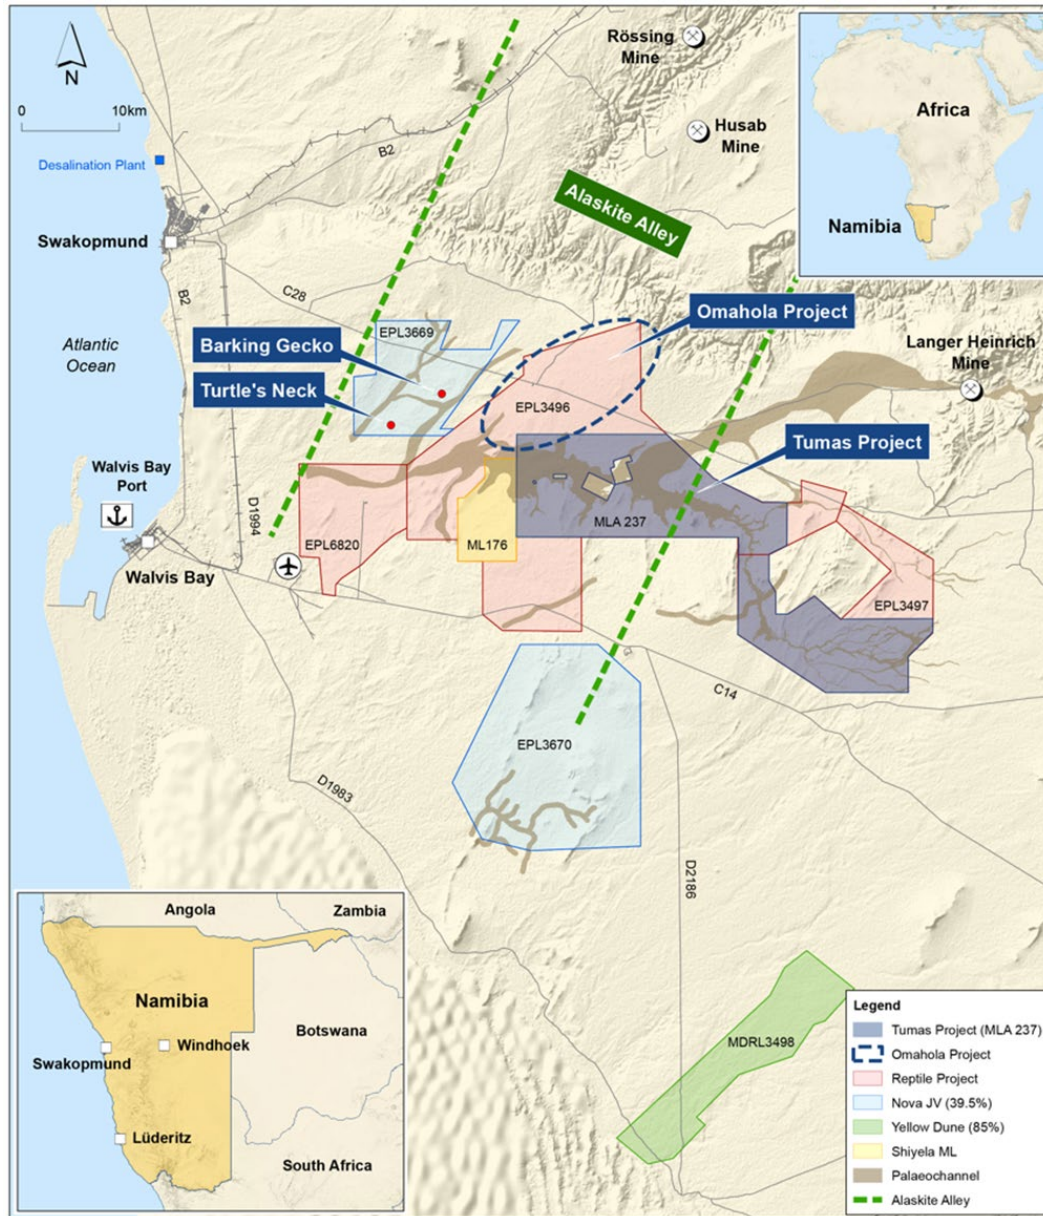 N
0
10km
Desalination Plant
Swakopmund
B2
B2
C28
Rössing
Mine
Husab
Mine
Alaskite Alley
Africa
Namibia
Atlantic
Ocean
EPL3669
Barking Gecko
Turtle's Neck
Omahola Project
Langer Heinrich
Mine
EPL3496
Tumas Project
Walvis Bay
Port
D1994
Walvis Bay
EPL6820
ML176
MLA 237
EPL3497
C14
EPL3670
D1983
D2186
MDRL3498
Angola
Zambia
Namibia
Botswana
Swakopmund
Windhoek
Lüderitz
South Africa
Legend
Tumas Project (MLA 237)
Omahola Project
Reptile Project
Nova JV (39.5%)
Yellow Dune (85%)
Shiyela ML
Palaeochannel
Alaskite Alley